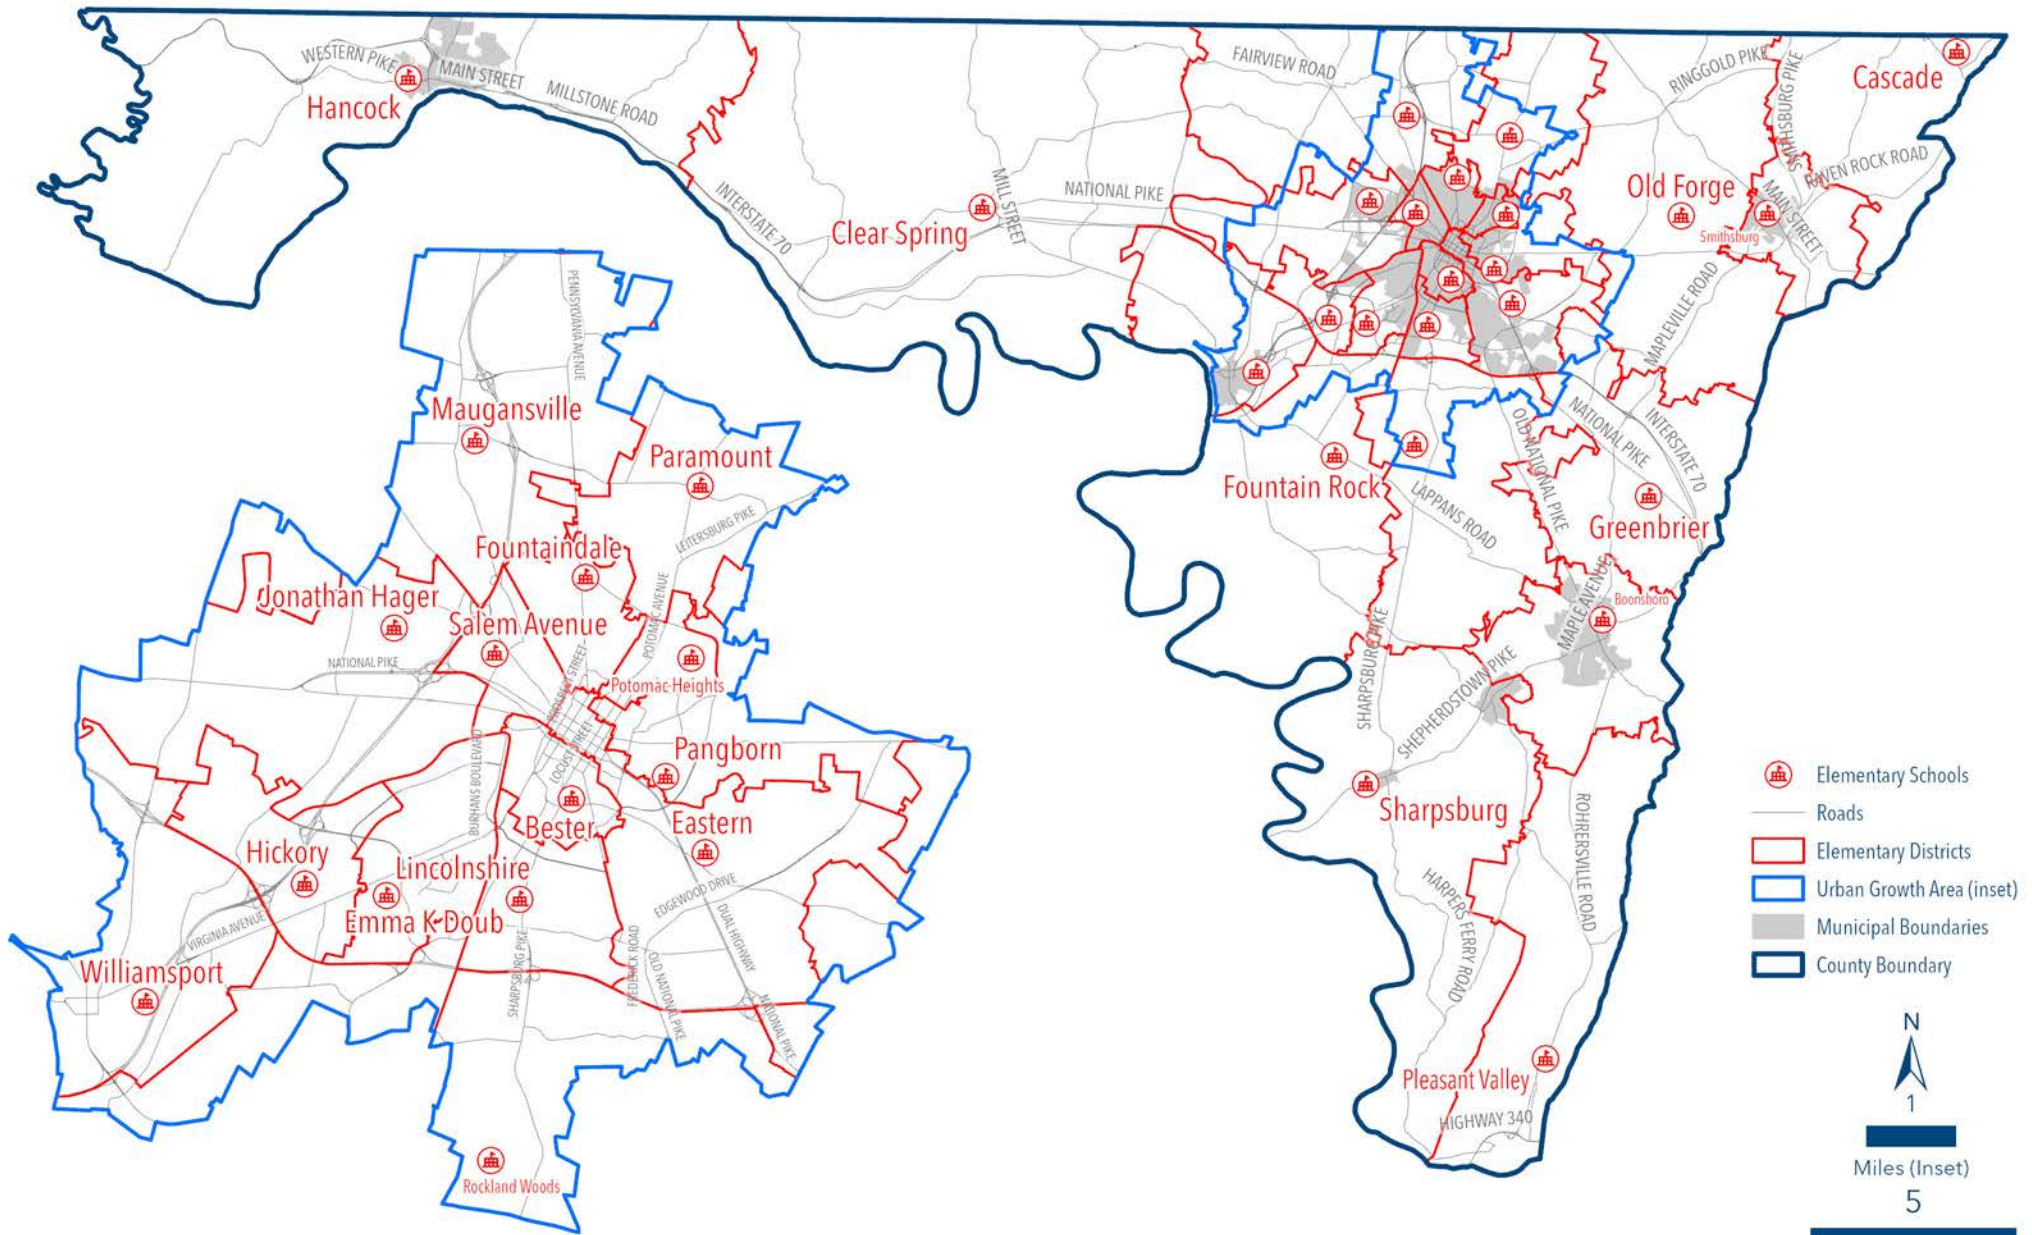 WESTERN PIKE
MAIN STREET
MILLSTONE ROAD
Hancock
INTERSTATE 70
Clear Spring
MILL STREET
NATIONAL PIKE
FAIRVIEW ROAD
RINGGOLD PIKE
SMITHSBURG PIKE
Cascade
RAVEN ROCK ROAD
Old Forge
MAIN STREET
Smithsburg
MAPLEVILLE ROAD
PENNSYLVANIA AVENUE
Maugansville
Paramount
LEITERSBURG PIKE
Fountaindale
Jonathan Hager
Salem Avenue
POTOMAC AVENUE
NATIONAL PIKE
PROSPECT STREET
Potomac Heights
LOCUST STREET
Pangborn
BURHANS BOULEVARD
Bester
Eastern
Hickory
Lincolnshire
EDGEWOOD DRIVE
Emma K Doub
VIRGINIA AVENUE
DUAL HIGHWAY
Williamsport
SHARPSBURG PIKE
FREDERICK ROAD
OLD NATIONAL PIKE
NATIONAL PIKE
Rockland Woods
Fountain Rock
LAPPANS ROAD
OLD NATIONAL PIKE
NATIONAL PIKE
INTERSTATE 70
Greenbrier
MAPLE AVENUE
Boonsboro
SHARPSBURG PIKE
SHEPHERDSTOWN PIKE
Sharpsburg
ROHRERSVILLE ROAD
HARPERS FERRY ROAD
Pleasant Valley
HIGHWAY 340
Elementary Schools
Roads
Elementary Districts
Urban Growth Area (inset)
Municipal Boundaries
County Boundary
N
1
Miles (Inset)
5